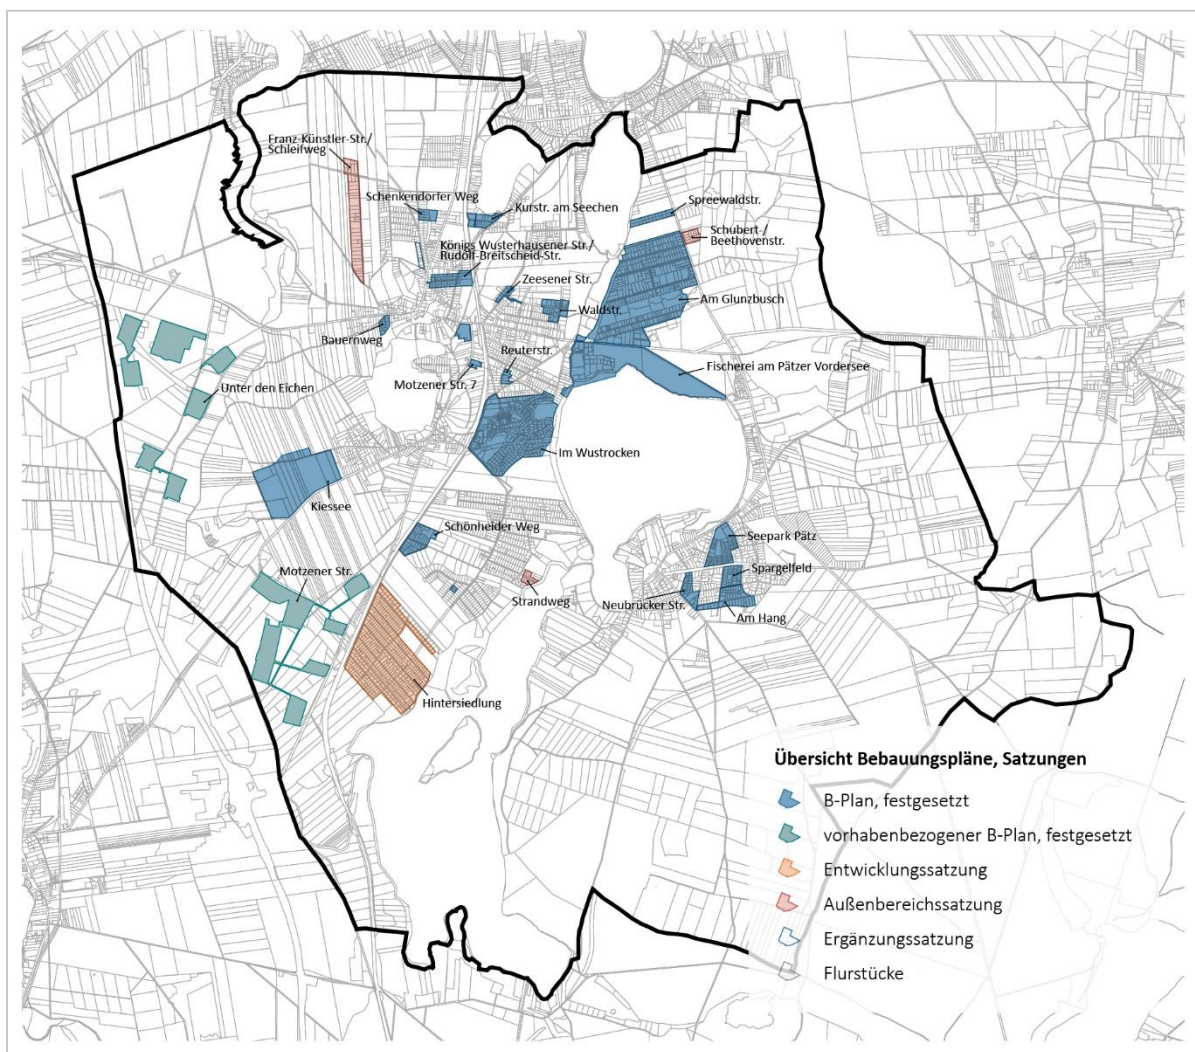 Franz-Künstler-Str./
Schleifweg
Schenkendorfer Weg
Kurstr. am Seechen
Spreewaldstr.
Schubert-/
Beethovenstr.
Königs Wusterhausener Str./
Rudolf-Breitscheid-Str.
Zeesener Str.
Waldstr.
Am Glunzbusch
Bauernweg
Reuterstr.
Motzener Str. 7
Fischerei am Pätzer Vordersee
Unter den Eichen
Im Wustrocken
Kiessee
Schönheider Weg
Seepark Pätz
Motzener Str.
Spargelfeld
Strandweg
Neubrücker Str.
Am Hang
Hintersiedlung
Übersicht Bebauungspläne, Satzungen
B-Plan, festgesetzt
vorhabenbezogener B-Plan, festgesetzt
Entwicklungssatzung
Außenbereichssatzung
Ergänzungssatzung
Flurstücke